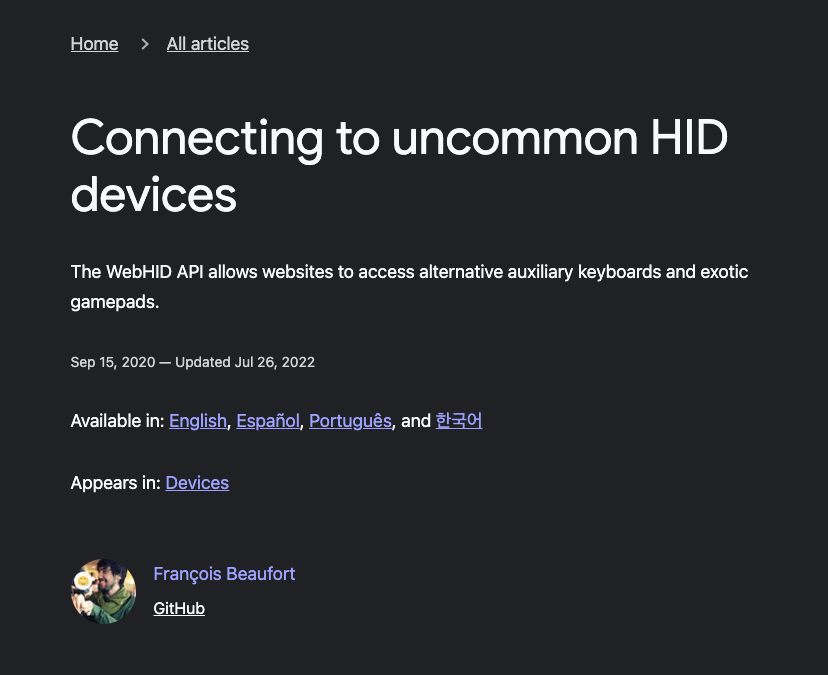 Home > All articles
Connecting to uncommon HID
devices
The WebHID API allows websites to access alternative auxiliary keyboards and exotic
gamepads.
Sep 15, 2020 — Updated Jul 26, 2022
Available in: English, Español, Português, and 한국어
Appears in: Devices
François Beaufort
GitHub